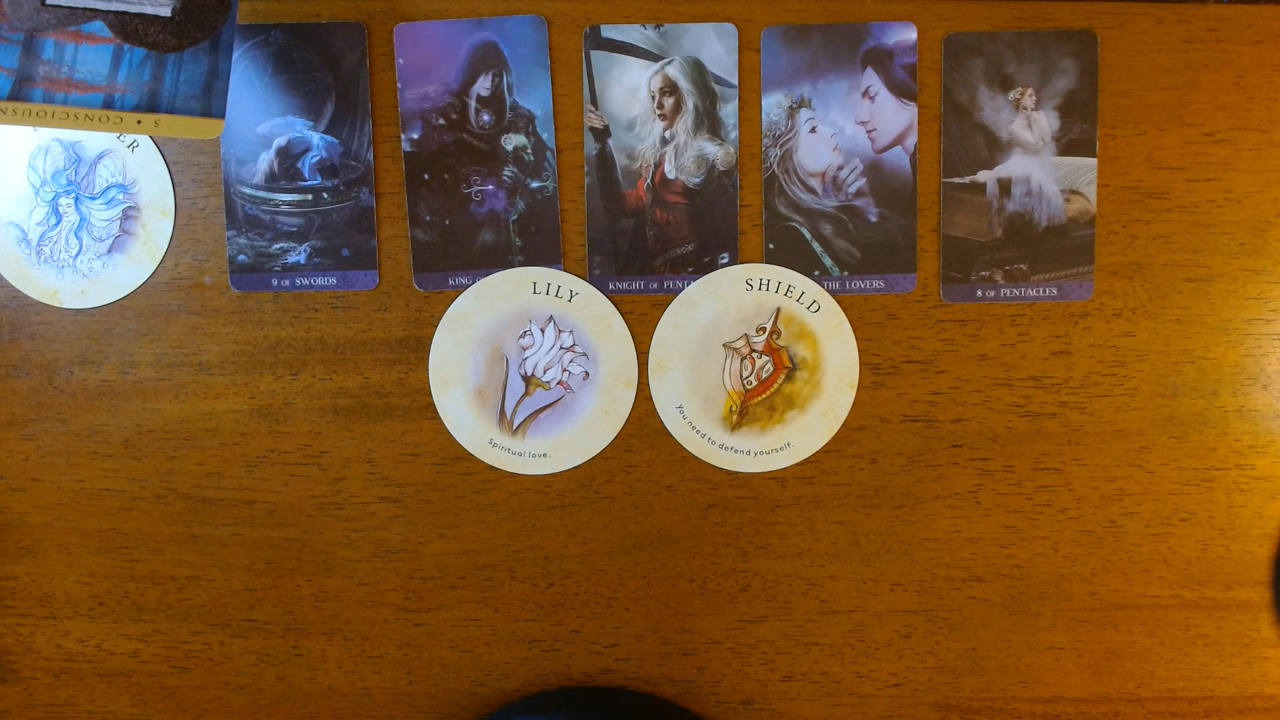 5 • CONSCIOUSN
ER
9 OF SWORDS
KING
KNIGHT OF PENT
THE LOVERS
8 OF PENTACLES
LILY
Spiritual love.
SHIELD
You need to defend yourself.